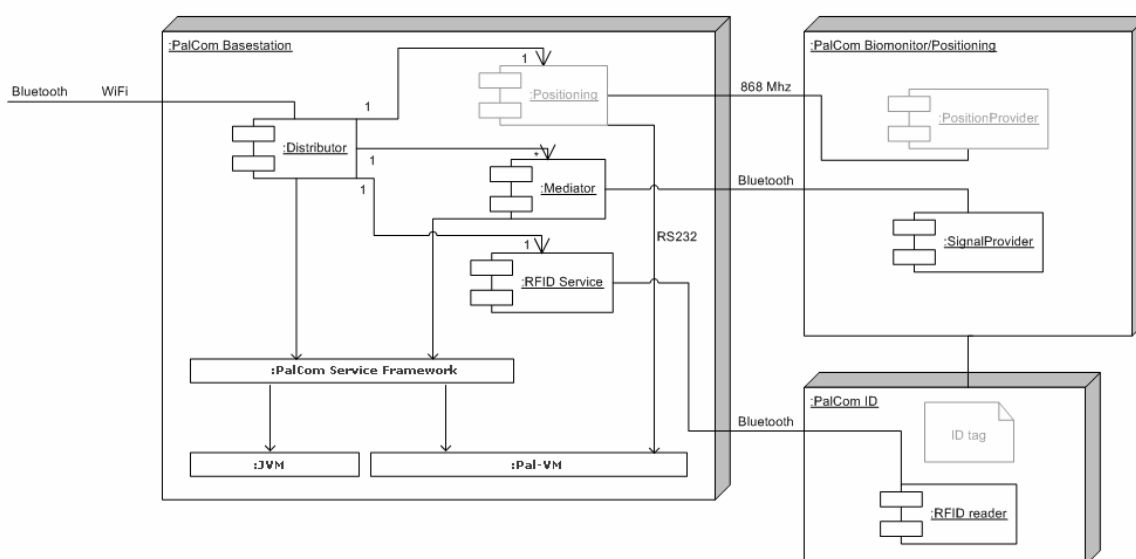 :PalCom Basestation
:PalCom Biomonitor/Positioning
1
:Positioning
868 Mhz
Bluetooth WiFi
1
:PositionProvider
:Distributor
1
*
:Mediator
Bluetooth
1
RS232
:SignalProvider
1
:RFID Service
:PalCom Service Framework
:PalCom ID
Bluetooth
ID tag
:JVM
:Pal-VM
:RFID reader